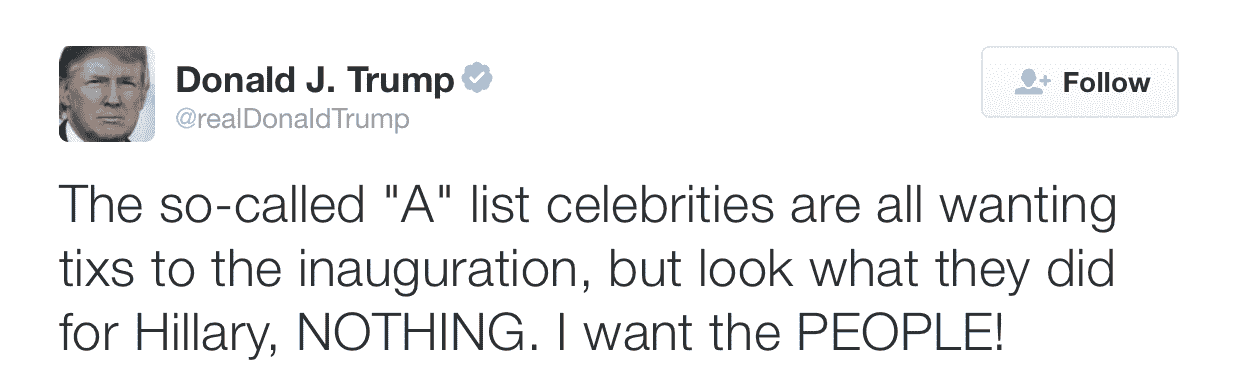 Donald J. Trump
@realDonaldTrump
Follow
The so-called "A" list celebrities are all wanting
tixs to the inauguration, but look what they did
for Hillary, NOTHING. I want the PEOPLE!